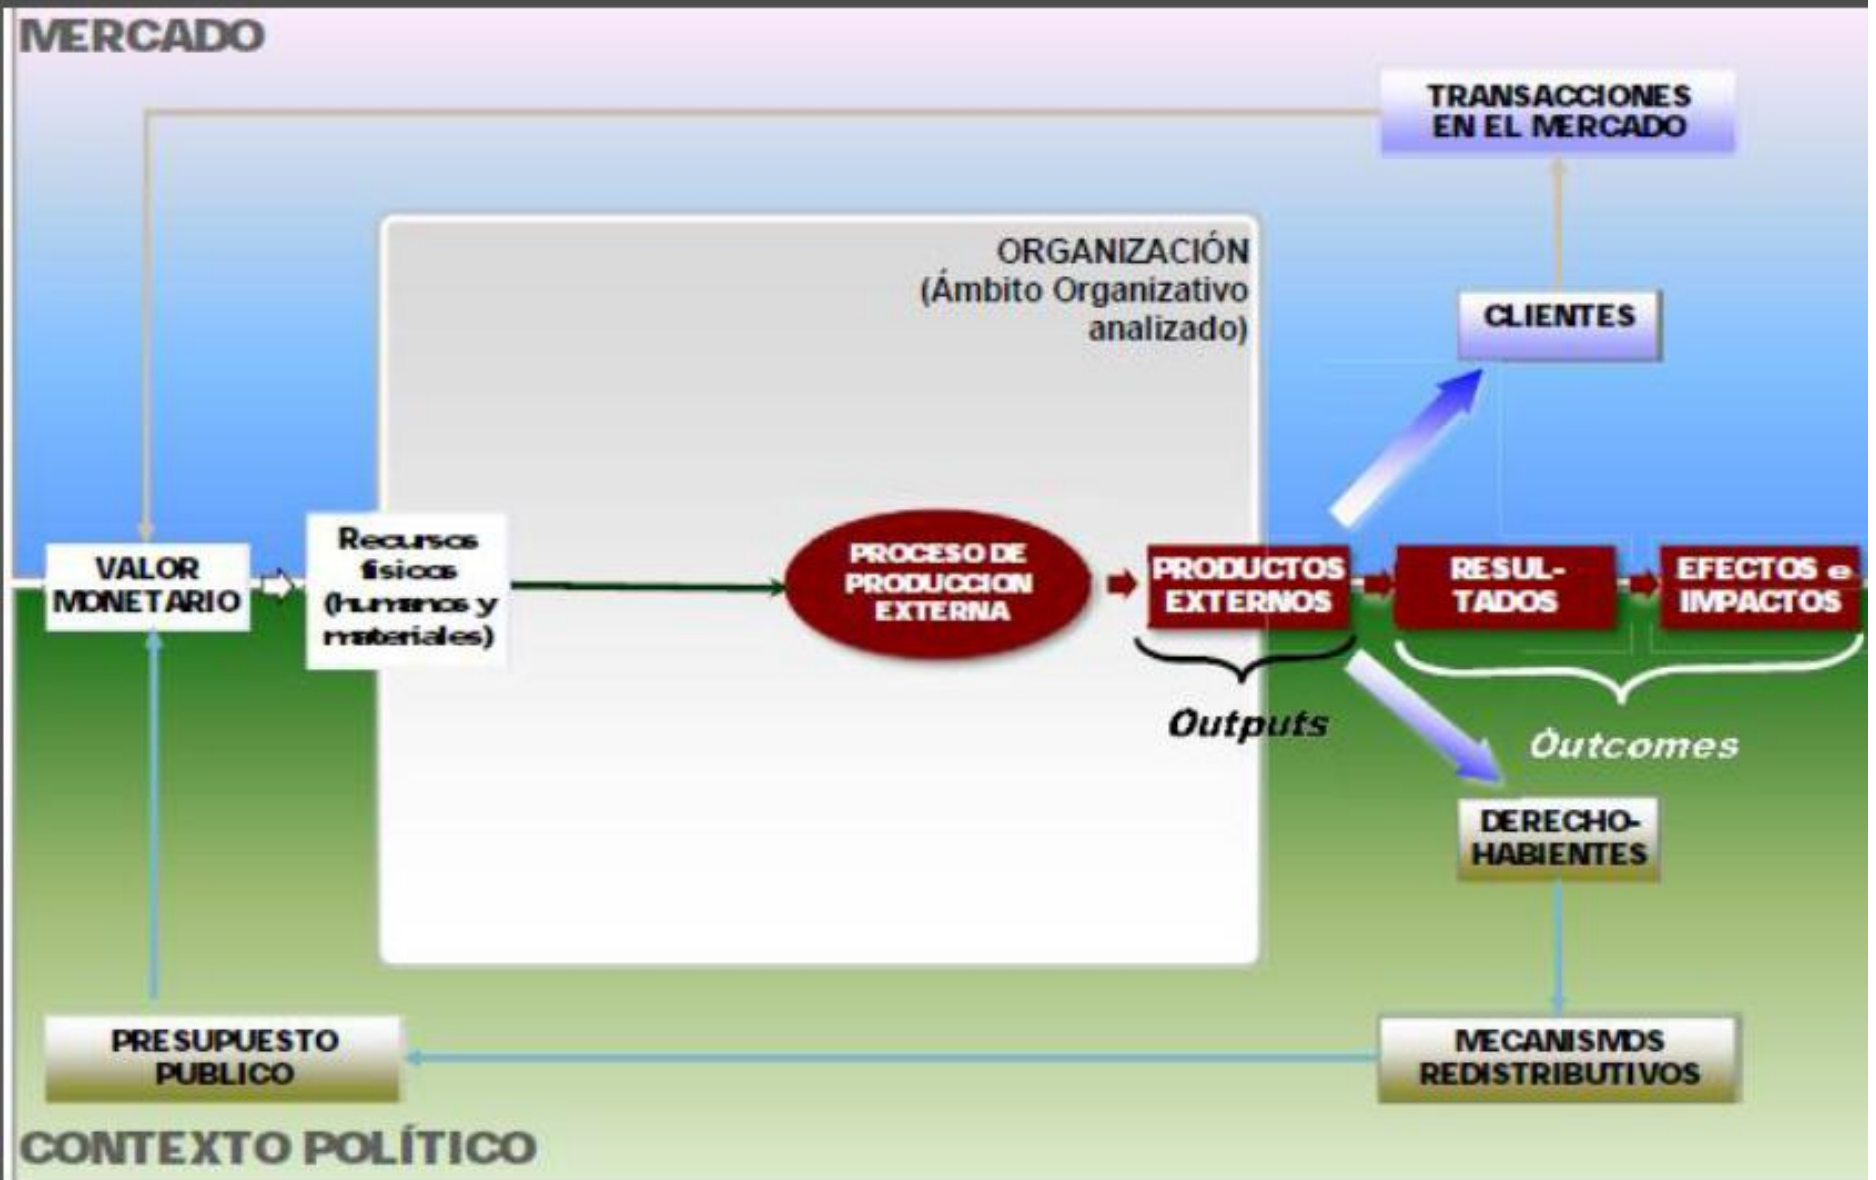 MERCADO
TRANSACCIONES
EN EL MERCADO
ORGANIZACIÓN
(Ámbito Organizativo
analizado)
CLIENTES
VALOR
MONETARIO
Recursos
físicos
(humanos y
materiales)
PROCESO DE
PRODUCCION
EXTERNA
PRODUCTOS
EXTERNOS
RESUL-
TADOS
EFECTOS e
IMPACTOS
Outputs
Outcomes
DERECHO-
HABIENTES
PRESUPUESTO
PUBLICO
MECANISMOS
REDISTRIBUTIVOS
CONTEXTO POLÍTICO